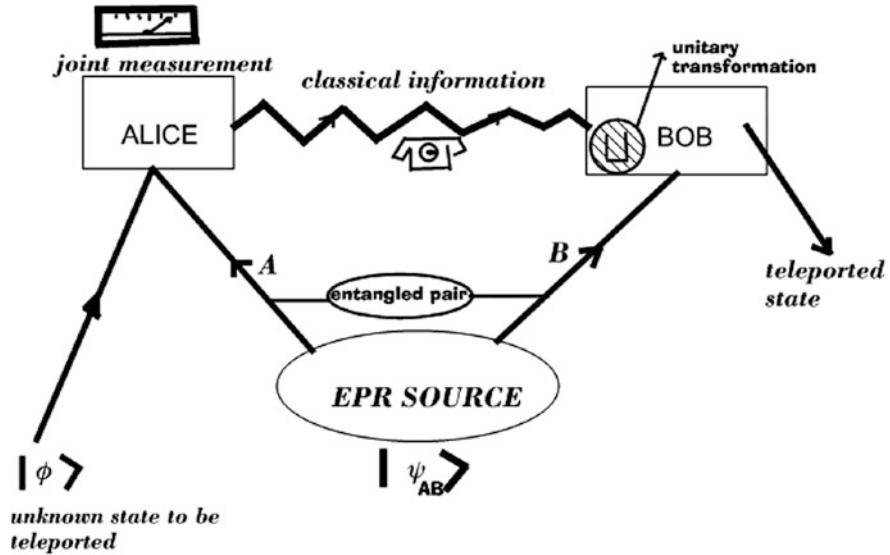 joint measurement
classical information
unitary
transformation
ALICE
U
BOB
A
B
entangled pair
teleported
state
EPR SOURCE
|ϕ⟩
|ψ_AB⟩
unknown state to be
teleported